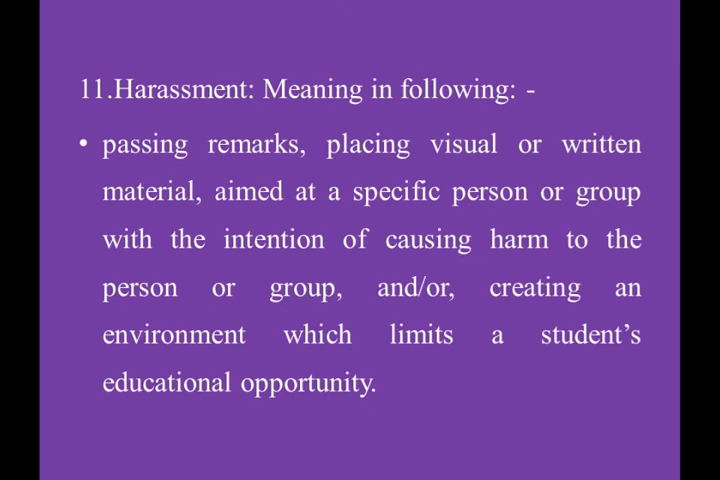 11.Harassment: Meaning in following: -
• passing remarks, placing visual or written
material, aimed at a specific person or group
with the intention of causing harm to the
person or group, and/or, creating an
environment which limits a student’s
educational opportunity.